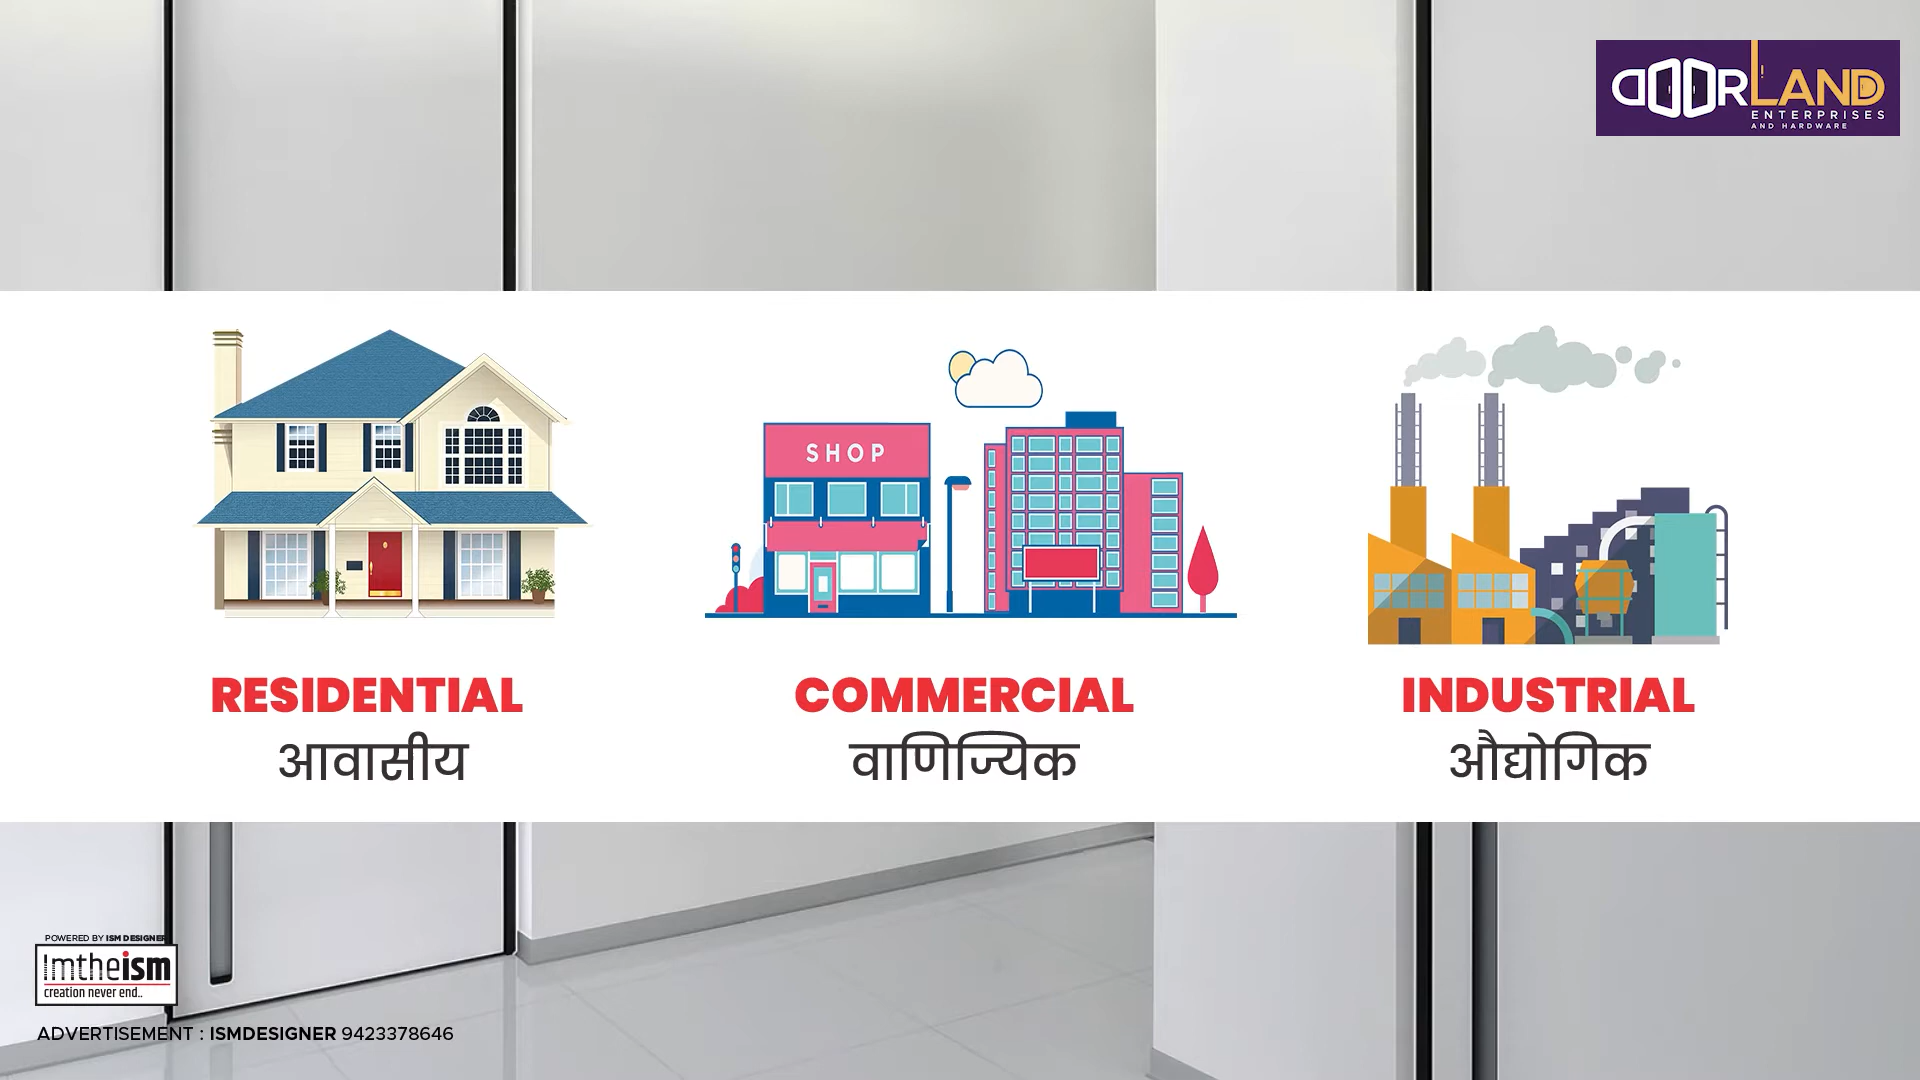 DOORLAND
ENTERPRISES
AND HARDWARE
SHOP
RESIDENTIAL
आवासीय
COMMERCIAL
वाणिज्यिक
INDUSTRIAL
औद्योगिक
POWERED BY ISM DESIGNER
Imtheism
creation never end..
ADVERTISEMENT : ISMDESIGNER 9423378646